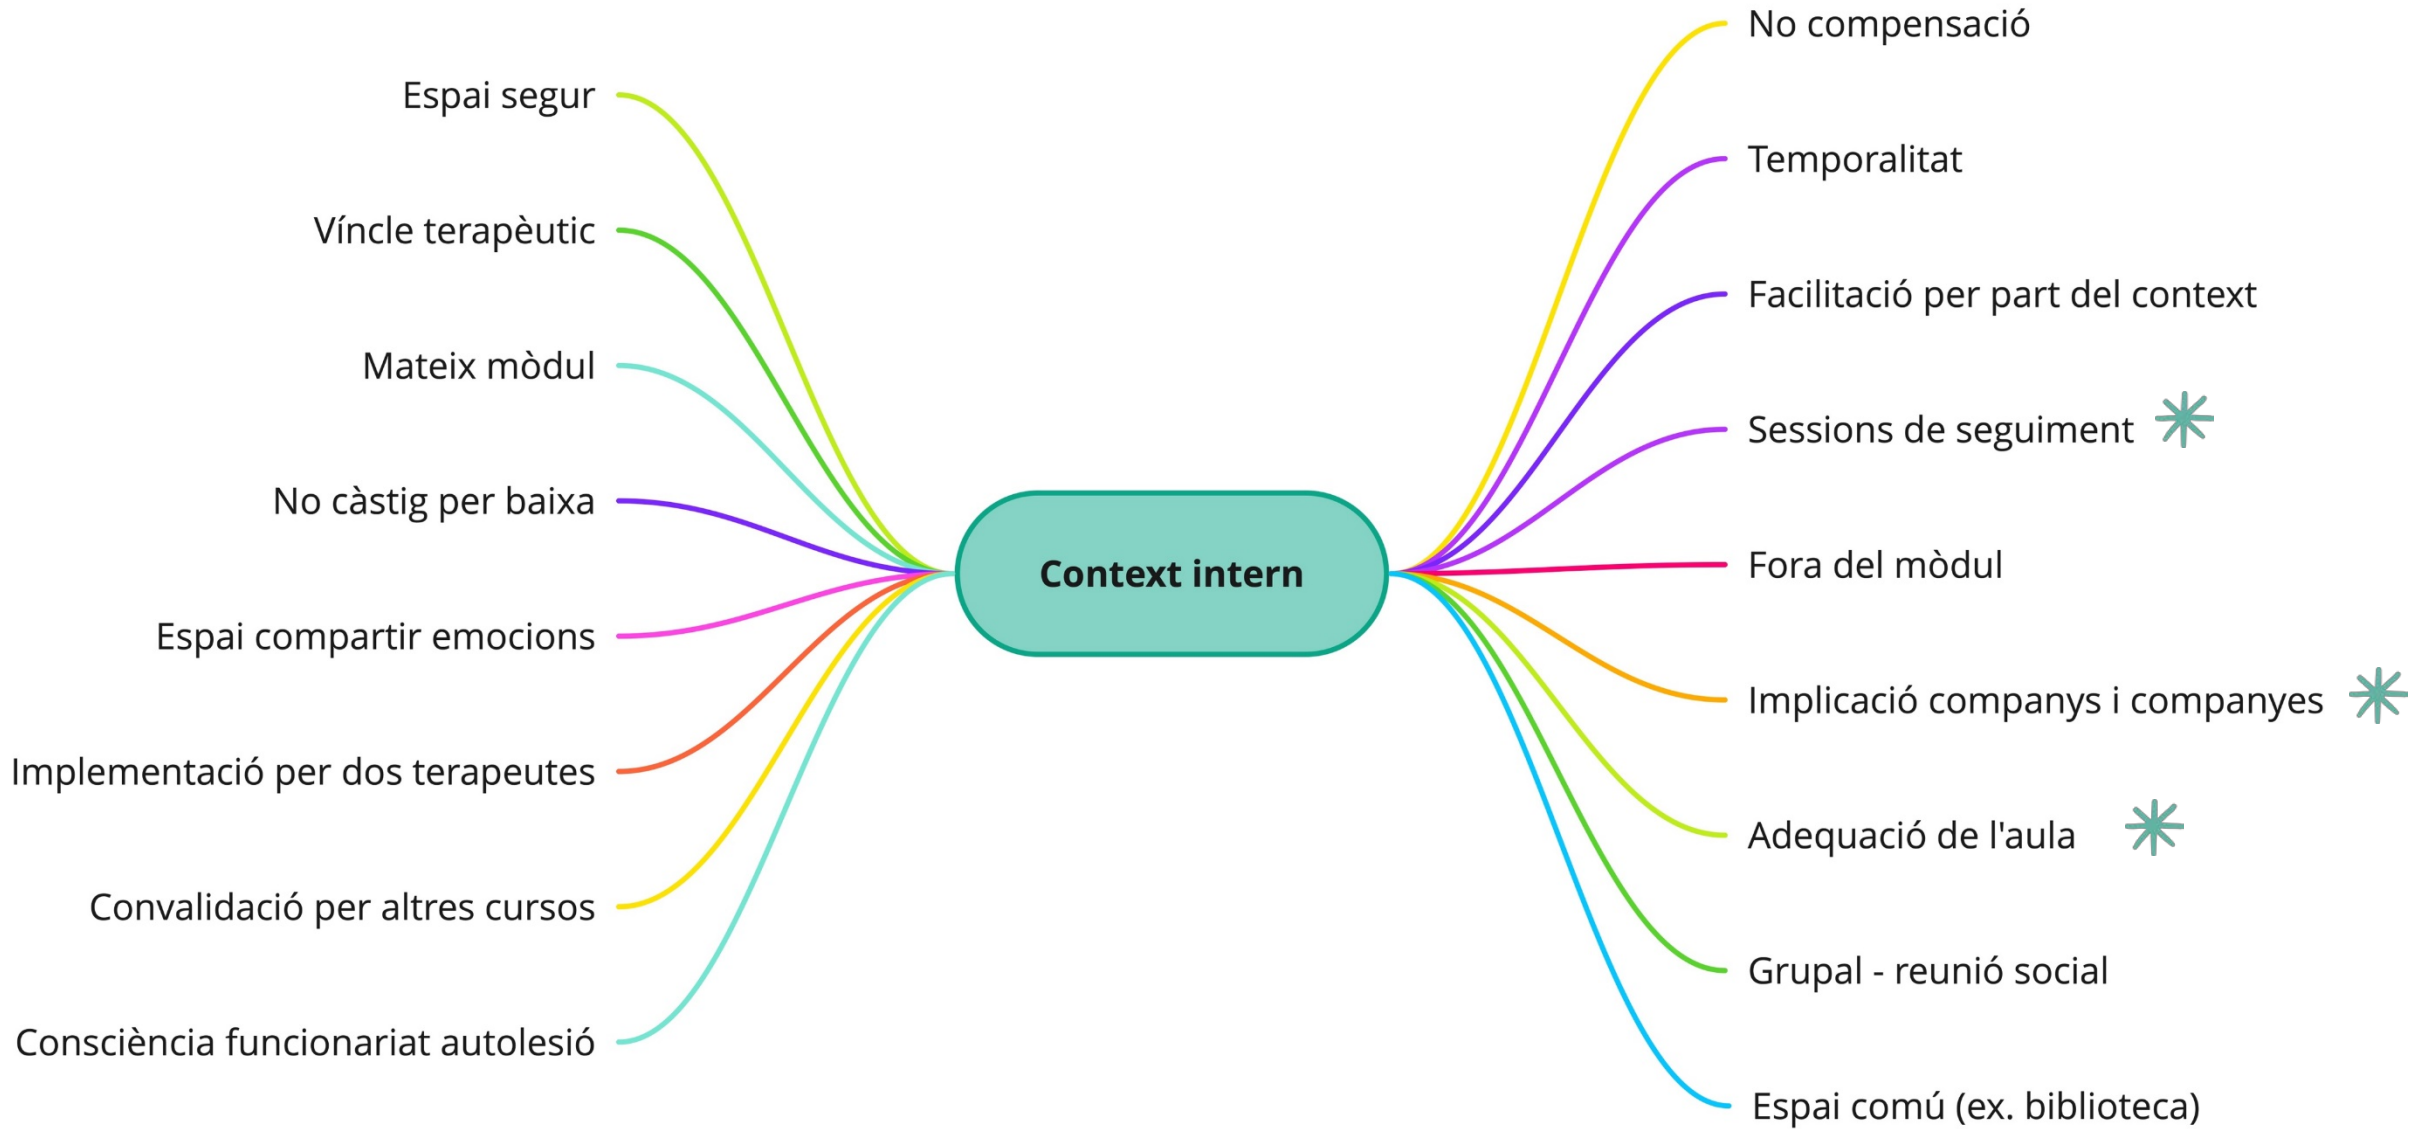 Espai segur
Víncle terapèutic
Mateix mòdul
No càstig per baixa
Espai compartir emocions
Implementació per dos terapeutes
Convalidació per altres cursos
Consciència funcionariat autolesió
Context intern
No compensació
Temporalitat
Facilitació per part del context
Sessions de seguiment
Fora del mòdul
Implicació companys i companyes
Adequació de l'aula
Grupal - reunió social
Espai comú (ex. biblioteca)